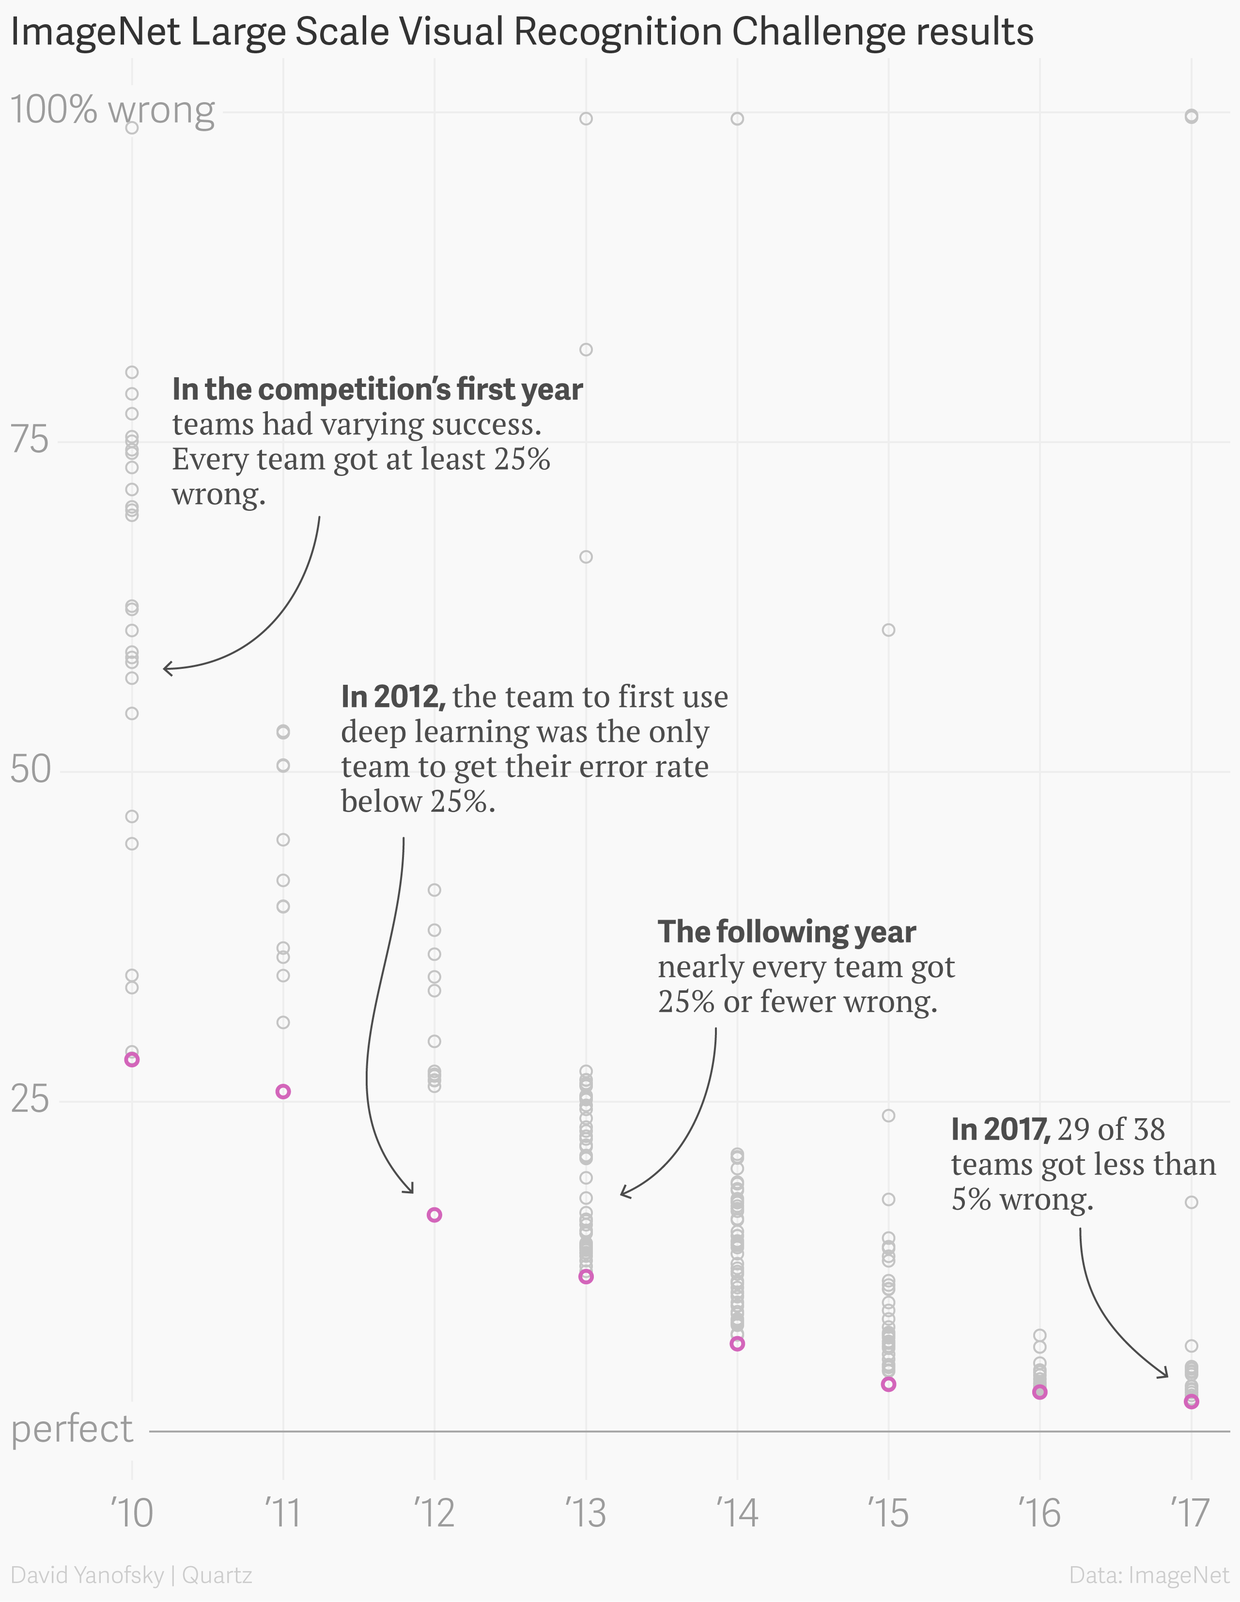 ImageNet Large Scale Visual Recognition Challenge results
100% wrong
In the competition’s first year
teams had varying success.
Every team got at least 25%
wrong.
75
In 2012, the team to first use
deep learning was the only
team to get their error rate
below 25%.
50
The following year
nearly every team got
25% or fewer wrong.
25
In 2017, 29 of 38
teams got less than
5% wrong.
perfect
’10 ’11 ’12 ’13 ’14 ’15 ’16 ’17
David Yanofsky | Quartz
Data: ImageNet